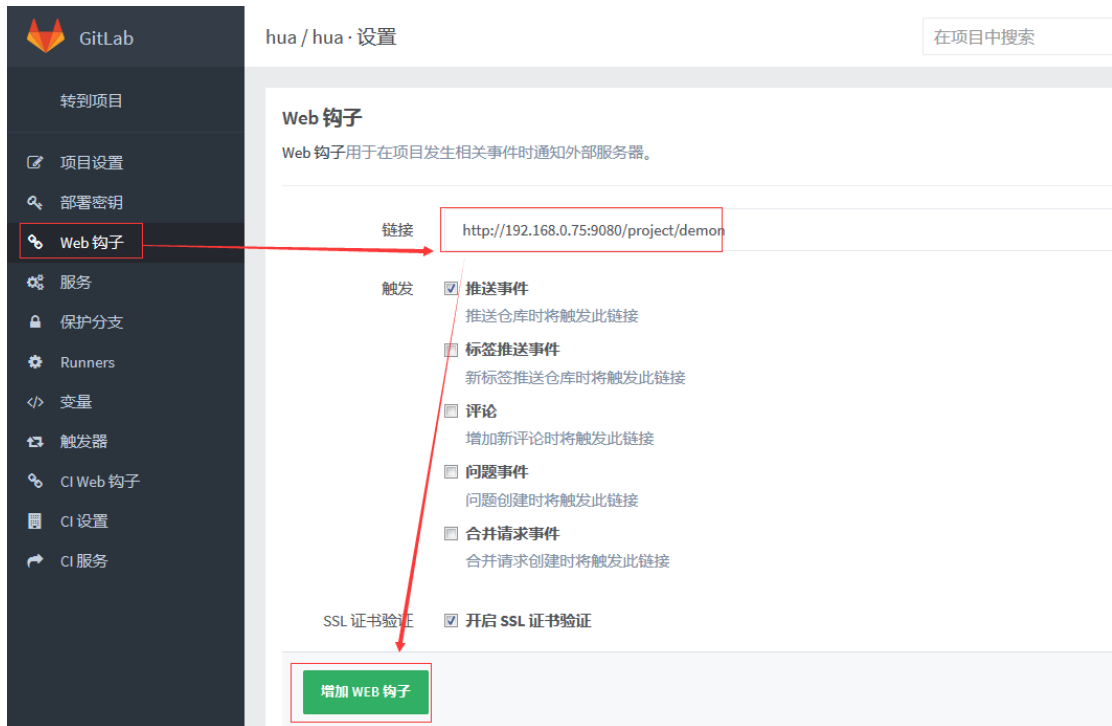 GitLab
hua / hua · 设置
在项目中搜索
转到项目
项目设置
部署密钥
Web 钩子
服务
保护分支
Runners
变量
触发器
CI Web 钩子
CI 设置
CI 服务
Web 钩子
Web 钩子用于在项目发生相关事件时通知外部服务器。
链接
http://192.168.0.75:9080/project/demon
触发
推送事件
推送仓库时将触发此链接
标签推送事件
新标签推送仓库时将触发此链接
评论
增加新评论时将触发此链接
问题事件
问题创建时将触发此链接
合并请求事件
合并请求创建时将触发此链接
SSL 证书验证
开启 SSL 证书验证
增加 WEB 钩子